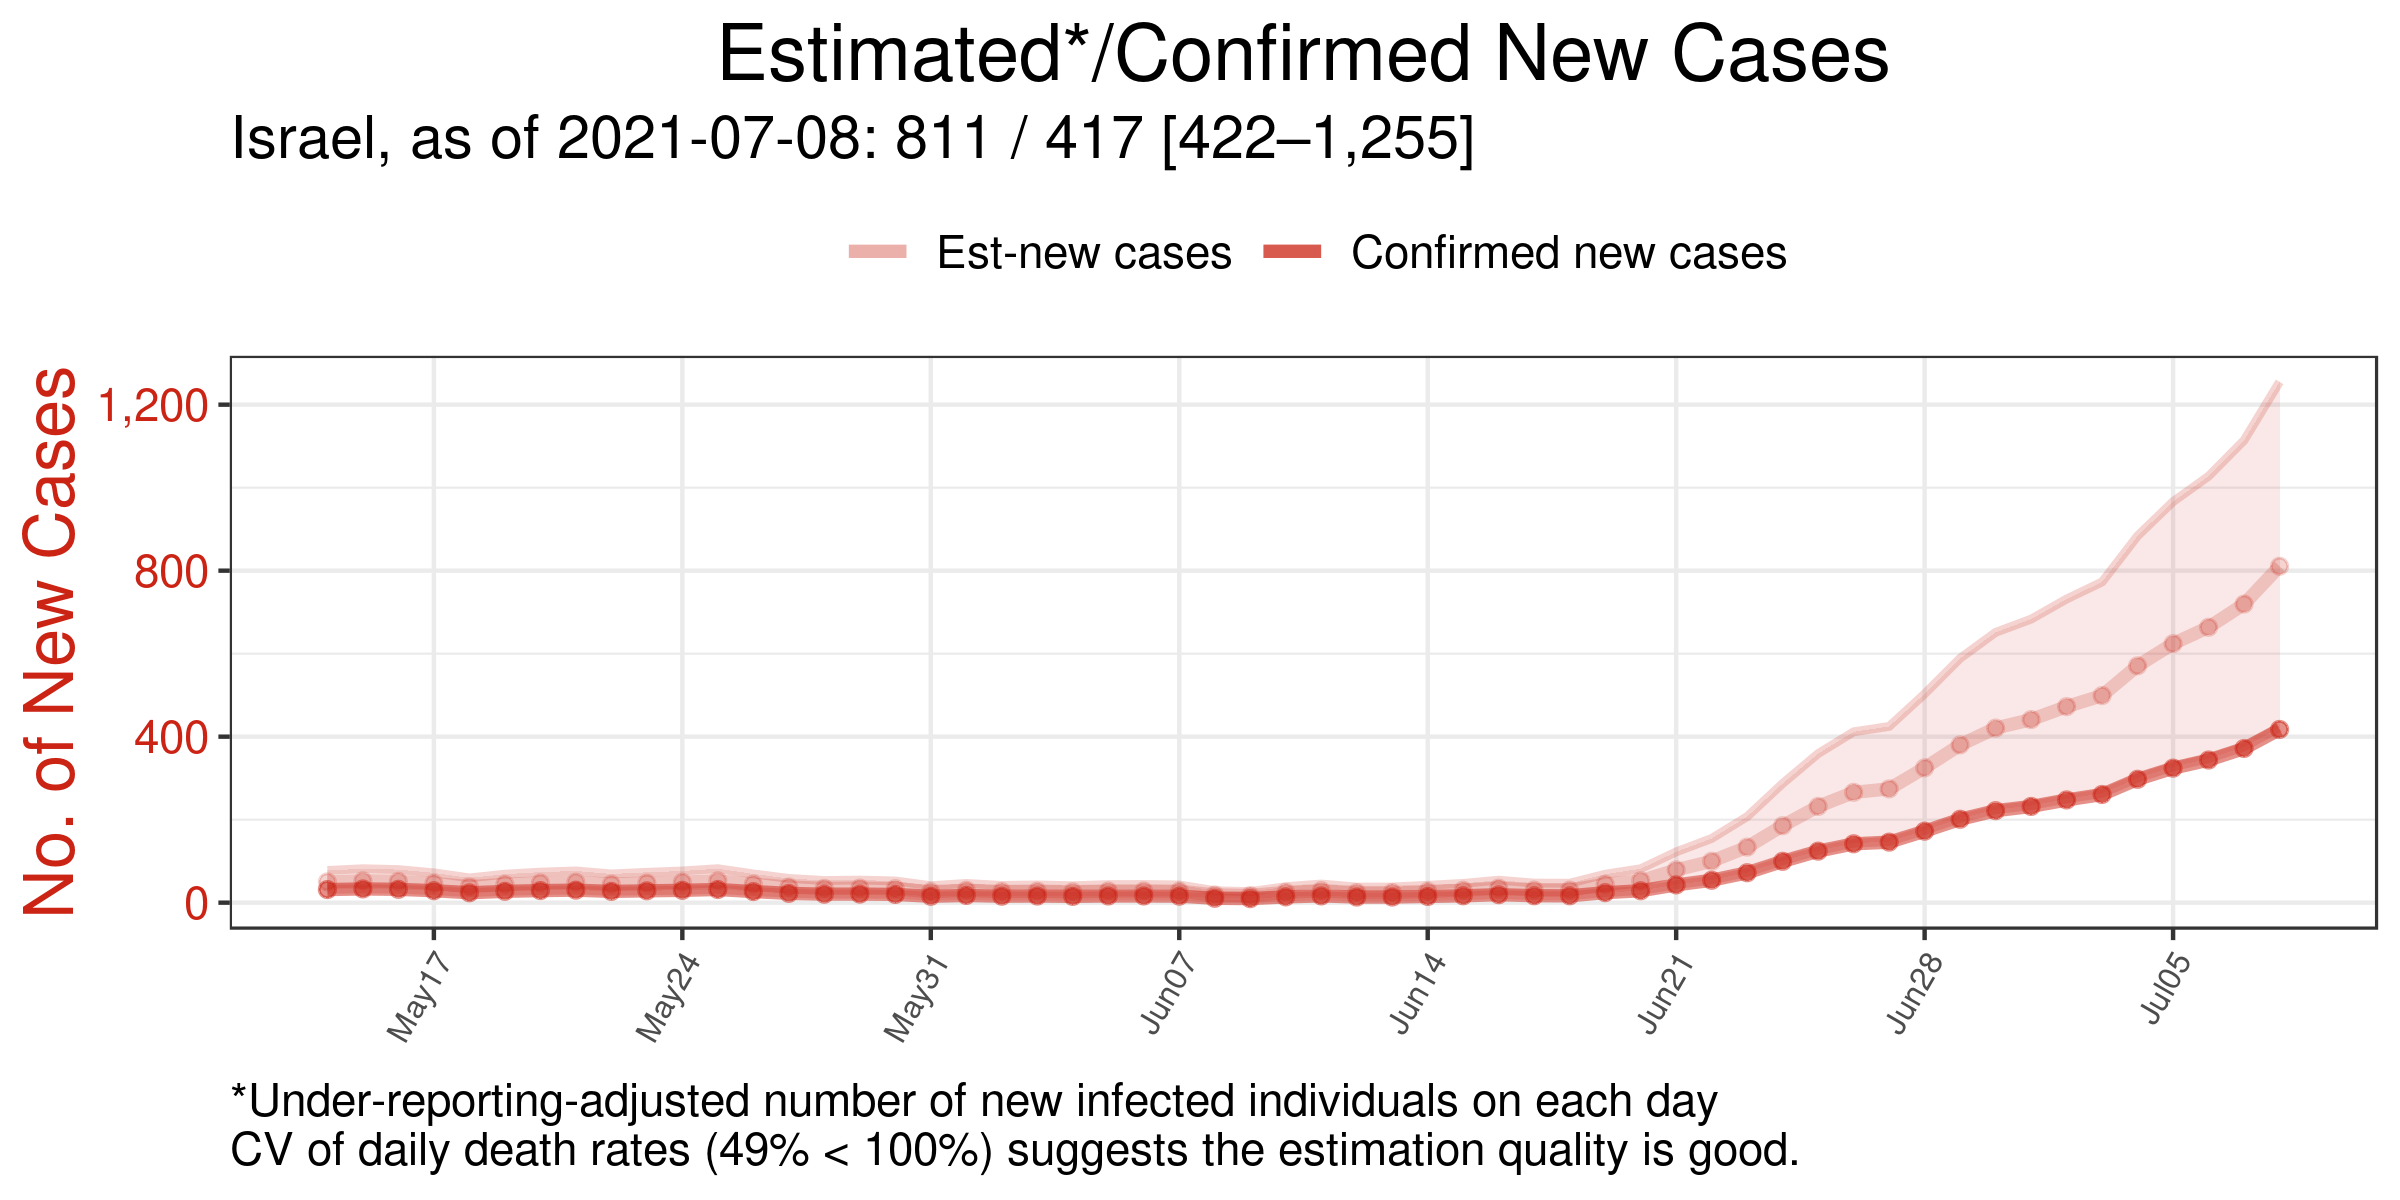 Estimated*/Confirmed New Cases
Israel, as of 2021-07-08: 811 / 417 [422–1,255]
Est-new cases
Confirmed new cases
No. of New Cases
1,200
800
400
0
May17
May24
May31
Jun07
Jun14
Jun21
Jun28
Jul05
*Under-reporting-adjusted number of new infected individuals on each day
CV of daily death rates (49% < 100%) suggests the estimation quality is good.